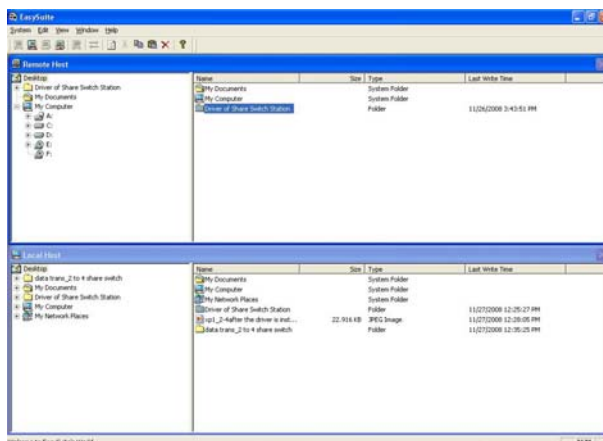 EasySuite
System Edit View Window Help
Remote Host
Desktop
Driver of Share Switch Station
My Documents
My Computer
A:
C:
D:
E:
F:
Name Size Type Last Write Time
My Documents System Folder
My Computer System Folder
Driver of Share Switch Station Folder 11/26/2008 3:43:51 PM
Local Host
Desktop
data trans_2 to 4 share switch
My Documents
Driver of Share Switch Station
My Computer
My Network Places
Name Size Type Last Write Time
My Documents System Folder
My Computer System Folder
My Network Places System Folder
Driver of Share Switch Station Folder 11/27/2008 12:25:27 PM
xp1_2-4after the driver is inst... 22.916 KB JPEG Image 11/27/2008 12:28:05 PM
data trans_2 to 4 share switch Folder 11/27/2008 12:35:25 PM